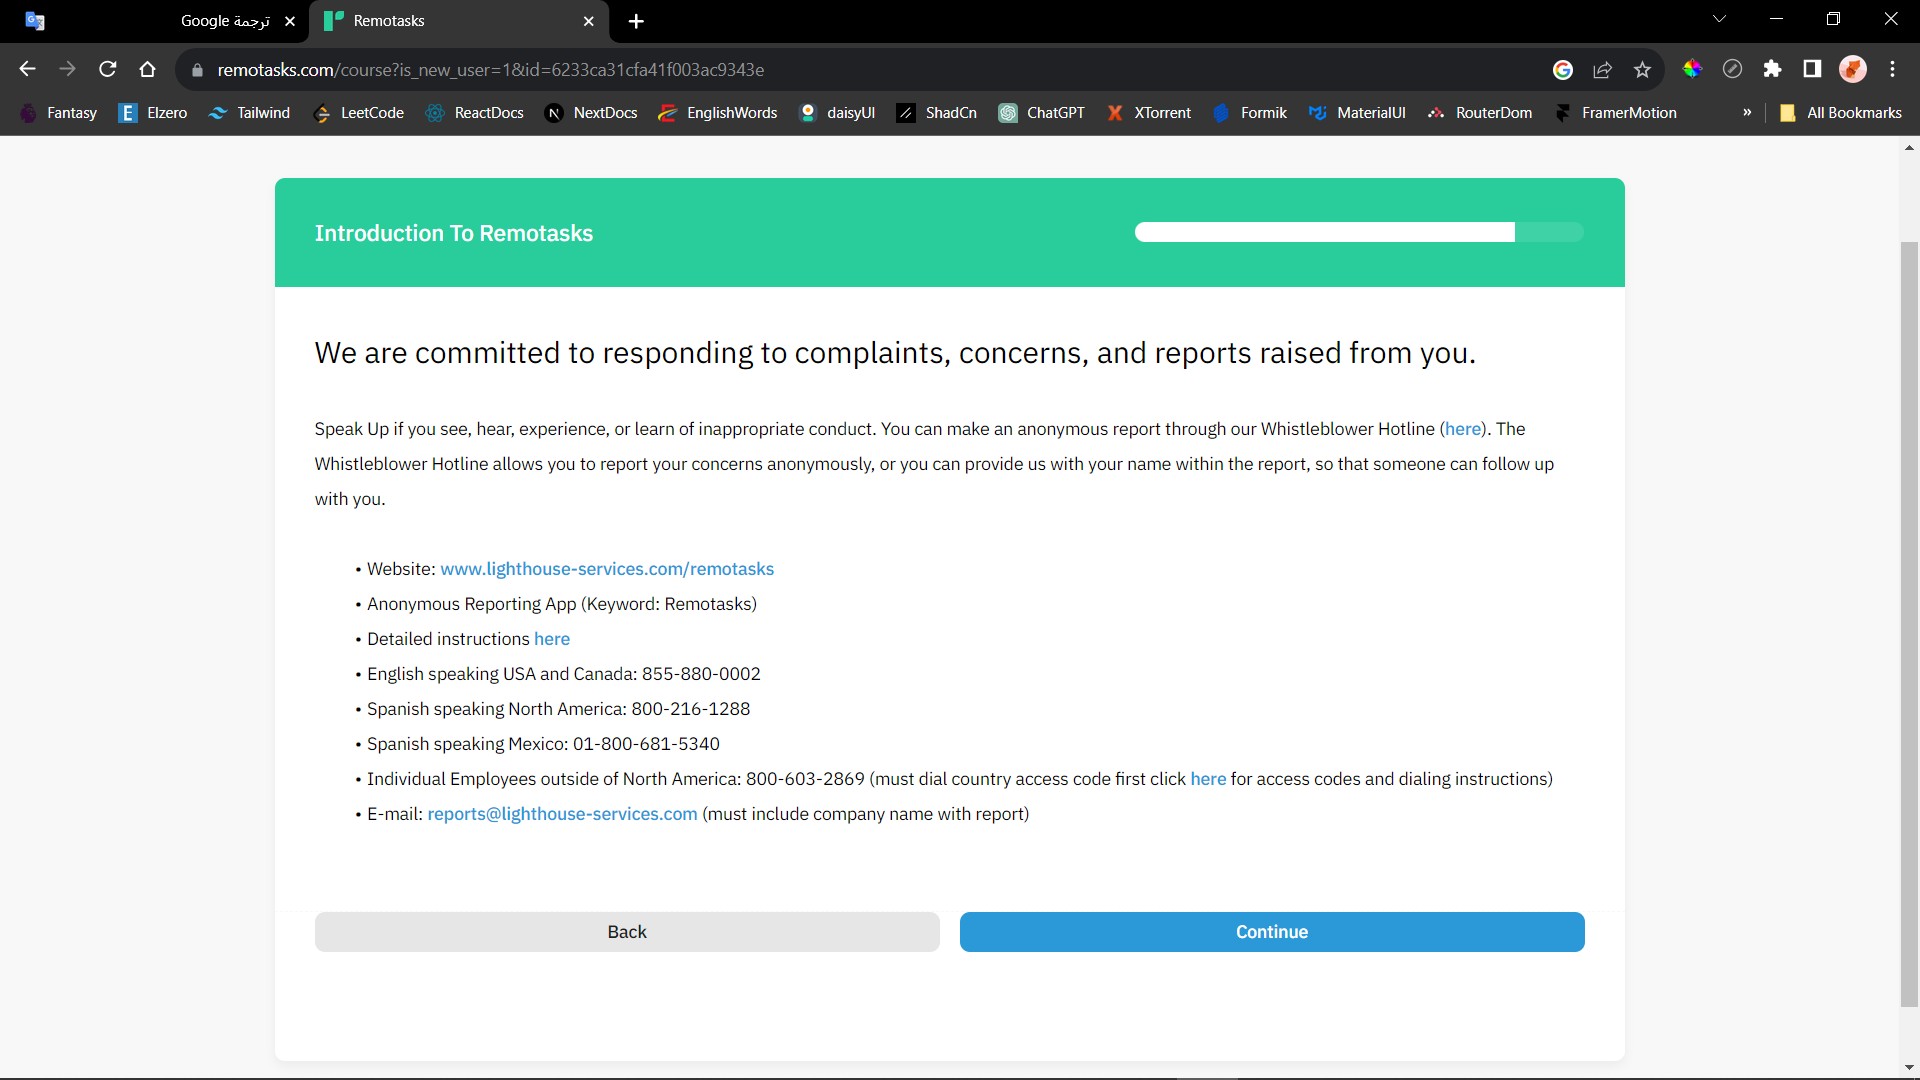 ترجمة Google
Remotasks
remotasks.com/course?is_new_user=1&id=6233ca31cfa41f003ac9343e
Fantasy
Elzero
Tailwind
LeetCode
ReactDocs
NextDocs
EnglishWords
daisyUI
ShadCn
ChatGPT
XTorrent
Formik
MaterialUI
RouterDom
FramerMotion
»
All Bookmarks
Introduction To Remotasks
We are committed to responding to complaints, concerns, and reports raised from you.
Speak Up if you see, hear, experience, or learn of inappropriate conduct. You can make an anonymous report through our Whistleblower Hotline (here). The
Whistleblower Hotline allows you to report your concerns anonymously, or you can provide us with your name within the report, so that someone can follow up
with you.
• Website: www.lighthouse-services.com/remotasks
• Anonymous Reporting App (Keyword: Remotasks)
• Detailed instructions here
• English speaking USA and Canada: 855-880-0002
• Spanish speaking North America: 800-216-1288
• Spanish speaking Mexico: 01-800-681-5340
• Individual Employees outside of North America: 800-603-2869 (must dial country access code first click here for access codes and dialing instructions)
• E-mail: reports@lighthouse-services.com (must include company name with report)
Back
Continue